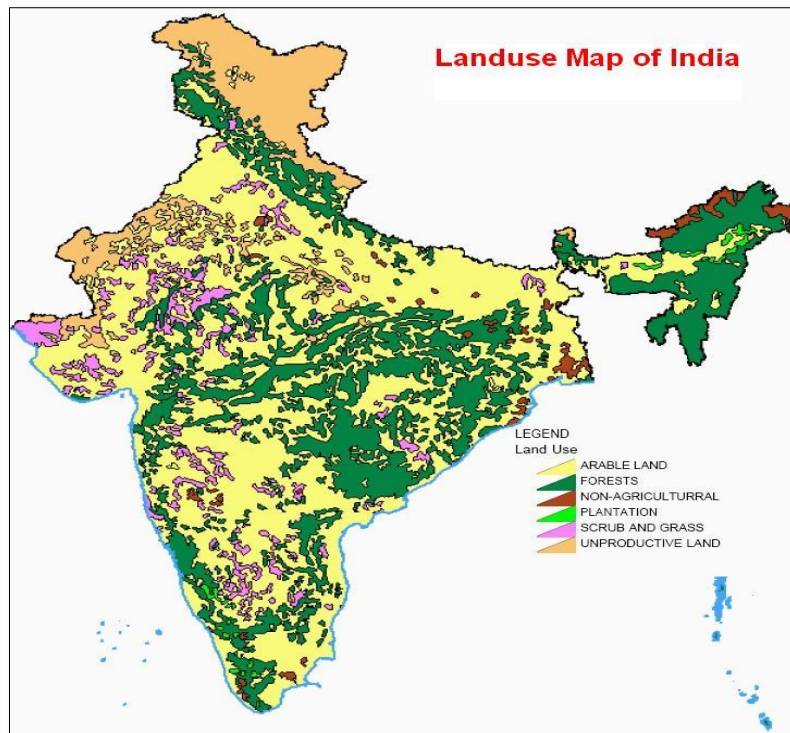 Landuse Map of India
LEGEND
Land Use
ARABLE LAND
FORESTS
NON-AGRICULTURRAL
PLANTATION
SCRUB AND GRASS
UNPRODUCTIVE LAND